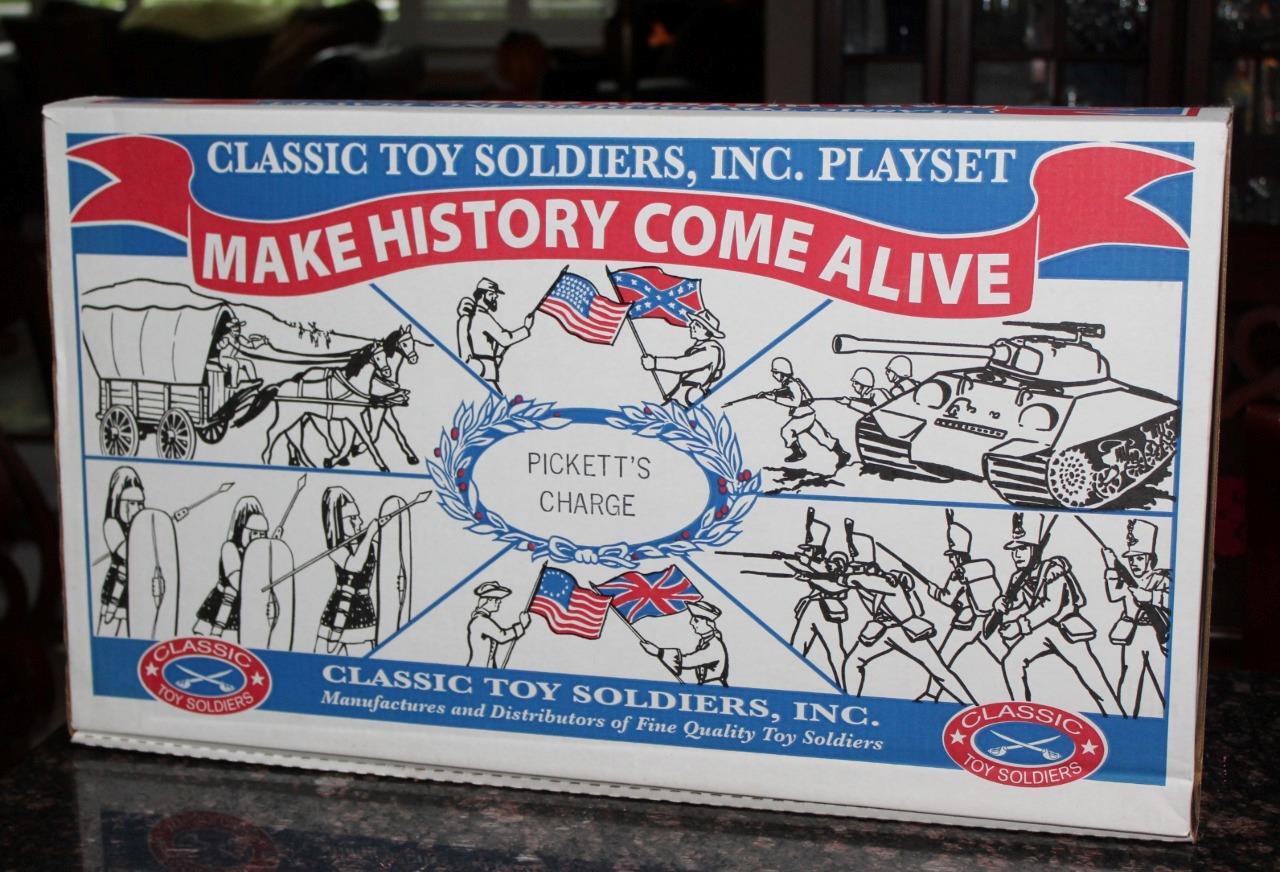 CLASSIC TOY SOLDIERS, INC. PLAYSET
MAKE HISTORY COME ALIVE
PICKETT'S
CHARGE
CLASSIC
TOY SOLDIERS
CLASSIC TOY SOLDIERS, INC.
Manufactures and Distributors of Fine Quality Toy Soldiers
CLASSIC
TOY SOLDIERS